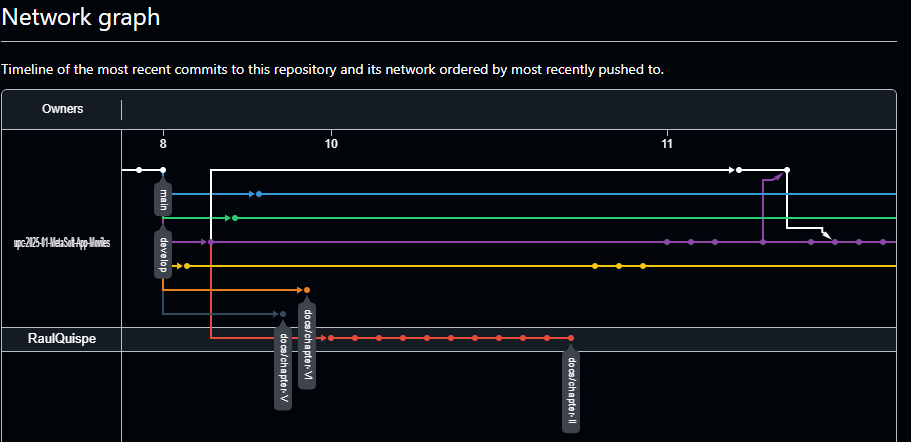 Network graph
Timeline of the most recent commits to this repository and its network ordered by most recently pushed to.
Owners
8 10 11
main
upc-2025-01-MetaSoft-App-Moviles
develop
RaulQuispe
docs/chapter-V
docs/chapter-VI
docs/chapter-II